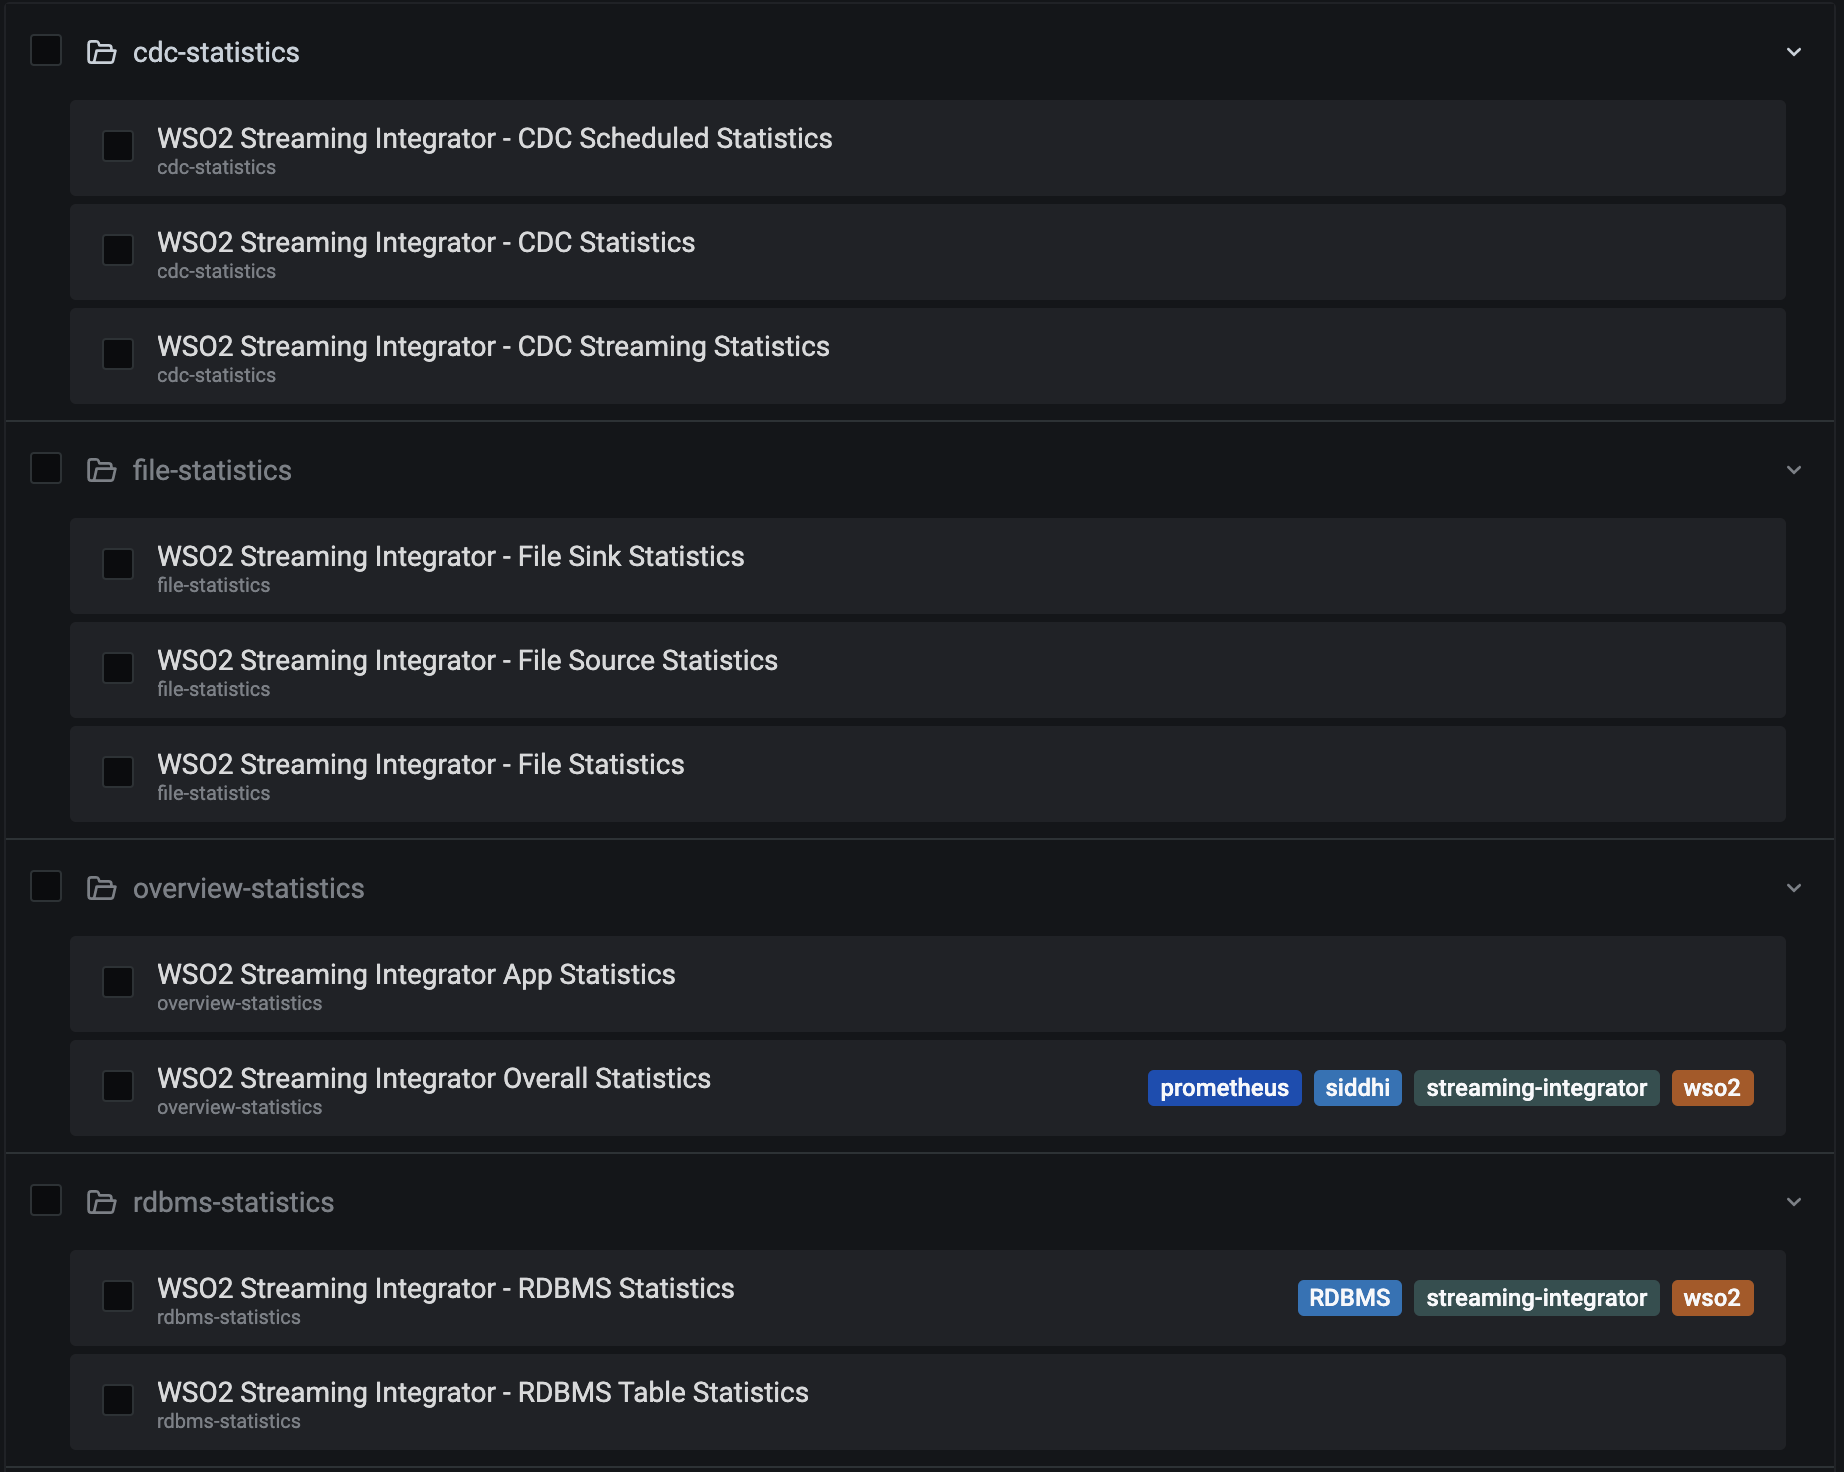 cdc-statistics
WSO2 Streaming Integrator - CDC Scheduled Statistics
cdc-statistics
WSO2 Streaming Integrator - CDC Statistics
cdc-statistics
WSO2 Streaming Integrator - CDC Streaming Statistics
cdc-statistics
file-statistics
WSO2 Streaming Integrator - File Sink Statistics
file-statistics
WSO2 Streaming Integrator - File Source Statistics
file-statistics
WSO2 Streaming Integrator - File Statistics
file-statistics
overview-statistics
WSO2 Streaming Integrator App Statistics
overview-statistics
WSO2 Streaming Integrator Overall Statistics
overview-statistics
prometheus siddhi streaming-integrator wso2
rdbms-statistics
WSO2 Streaming Integrator - RDBMS Statistics
rdbms-statistics
RDBMS streaming-integrator wso2
WSO2 Streaming Integrator - RDBMS Table Statistics
rdbms-statistics